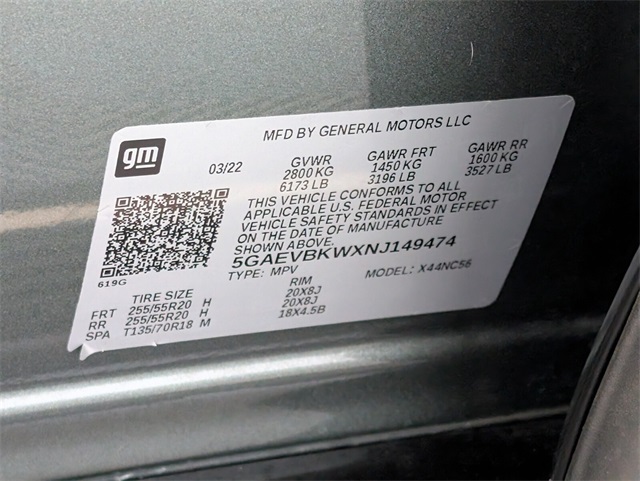 MFD BY GENERAL MOTORS LLC
gm
03/22 GVWR GAWR FRT GAWR RR
2800 KG 1450 KG 1600 KG
6173 LB 3196 LB 3527 LB
THIS VEHICLE CONFORMS TO ALL
APPLICABLE U.S. FEDERAL MOTOR
VEHICLE SAFETY STANDARDS IN EFFECT
ON THE DATE OF MANUFACTURE
SHOWN ABOVE.
5GAEVBKWXNJ149474
619G
TYPE: MPV MODEL: X44NC56
TIRE SIZE RIM
FRT 255/55R20 H 20X8J
RR 255/55R20 H 20X8J
SPA T135/70R18 M 18X4.5B